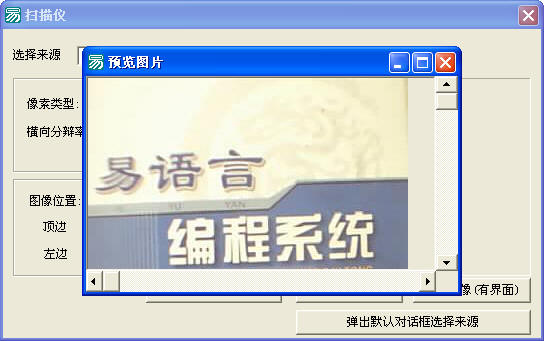 扫描仪
选择来源
预览图片
像素类型:
横向分辩率
易语言
YU YAN
编程系统
图像位置:
顶边
左边
像(有界面)
弹出默认对话框选择来源